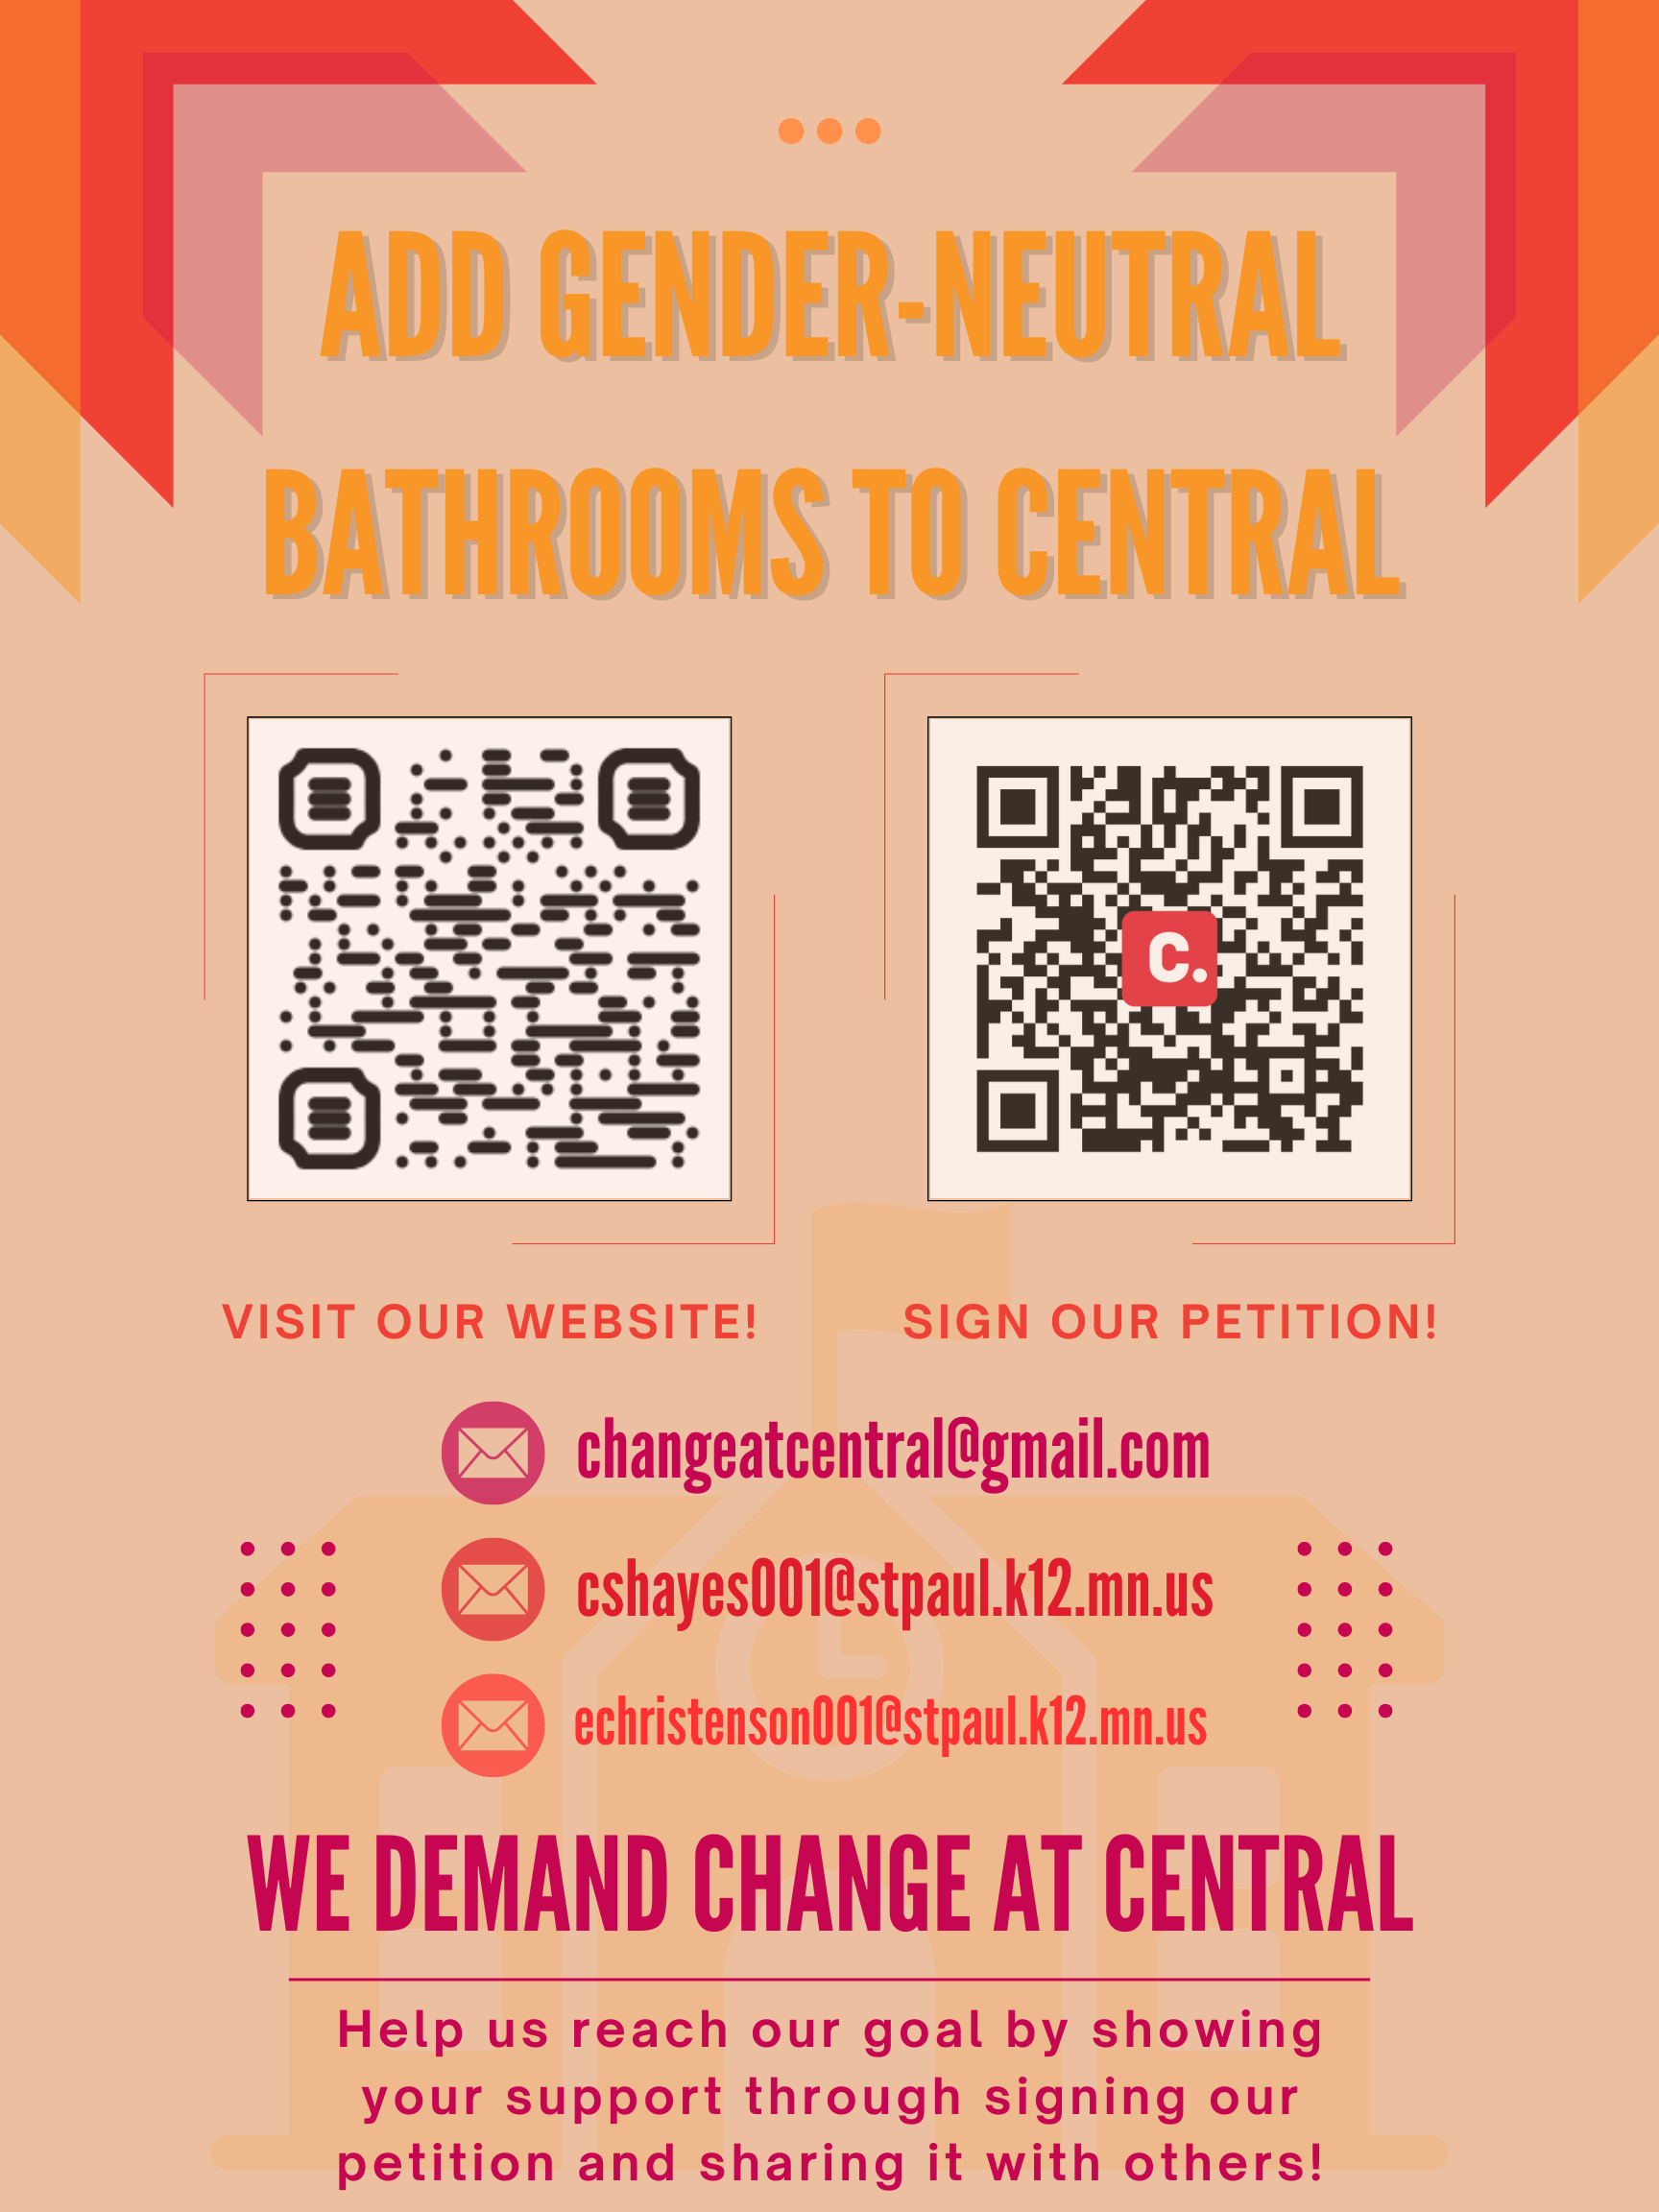 ADD GENDER-NEUTRAL
BATHROOMS TO CENTRAL
C.
VISIT OUR WEBSITE!
SIGN OUR PETITION!
changeatcentral@gmail.com
cshayes001@stpaul.k12.mn.us
echristenson001@stpaul.k12.mn.us
WE DEMAND CHANGE AT CENTRAL
Help us reach our goal by showing
your support through signing our
petition and sharing it with others!